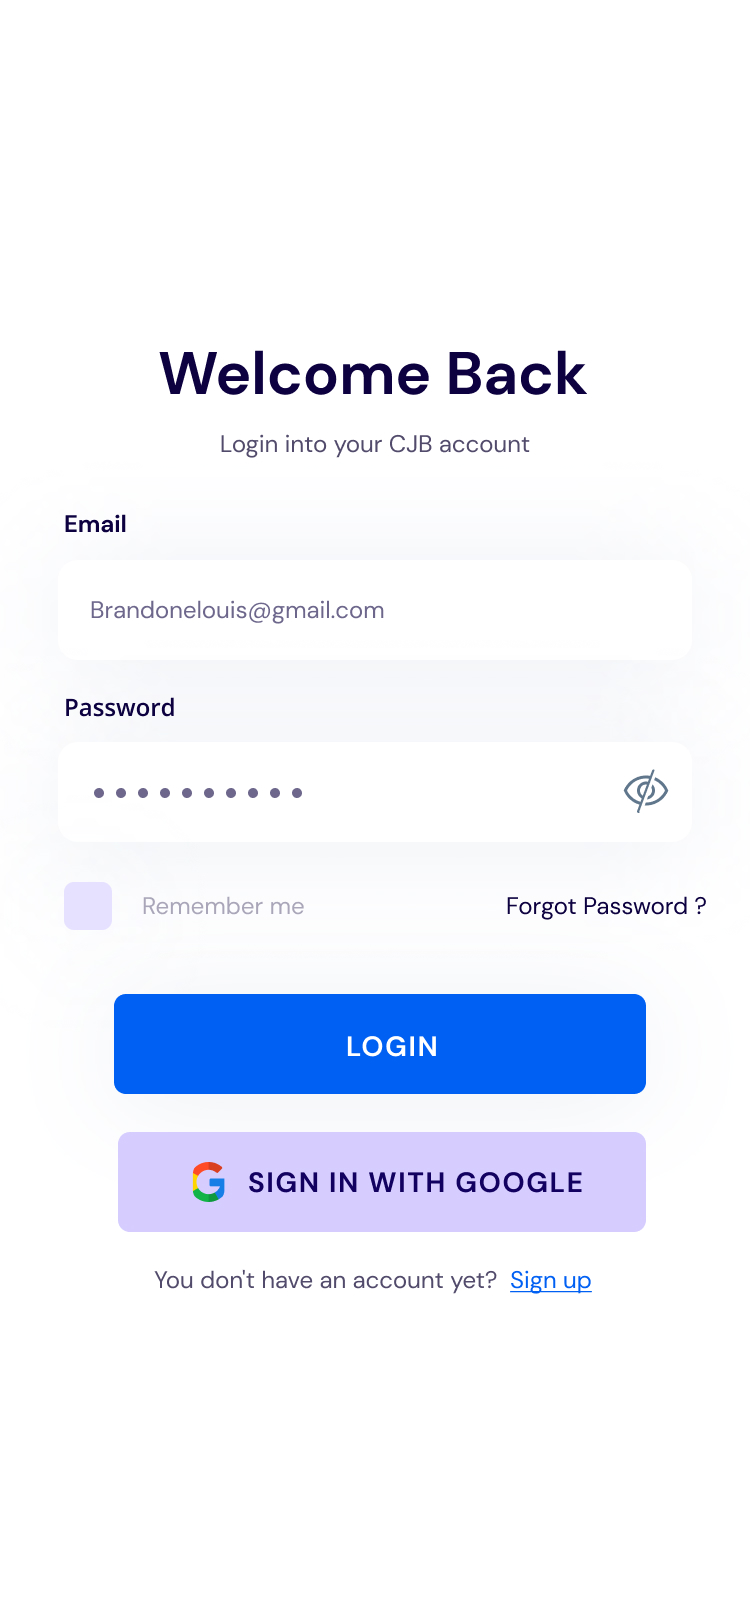 Welcome Back
Login into your CJB account
Email
Brandonelouis@gmail.com
Password
Remember me Forgot Password ?
LOGIN
SIGN IN WITH GOOGLE
You don't have an account yet? Sign up